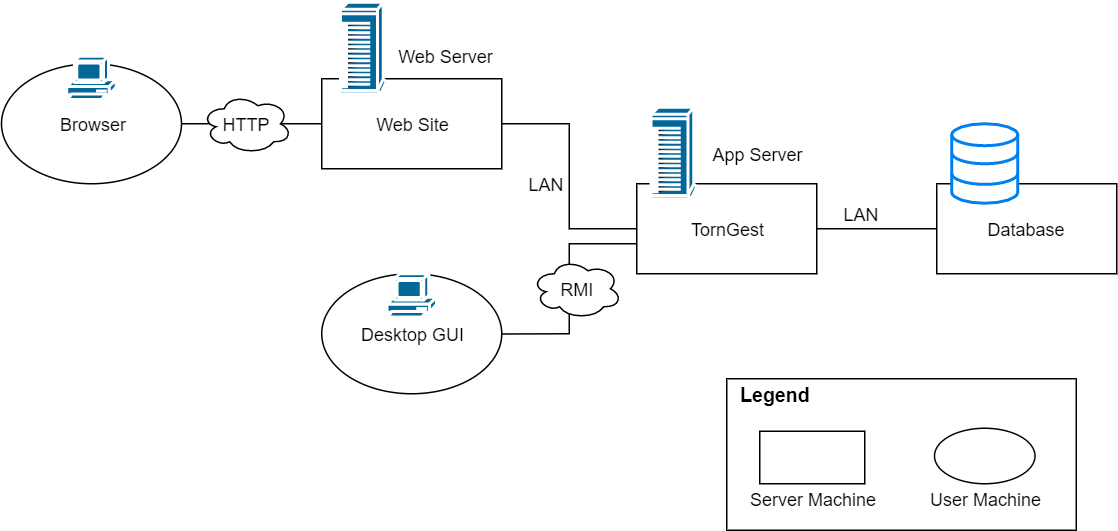 Web Server
Browser
HTTP
Web Site
App Server
LAN
LAN
TornGest
Database
RMI
Desktop GUI
Legend
Server Machine
User Machine